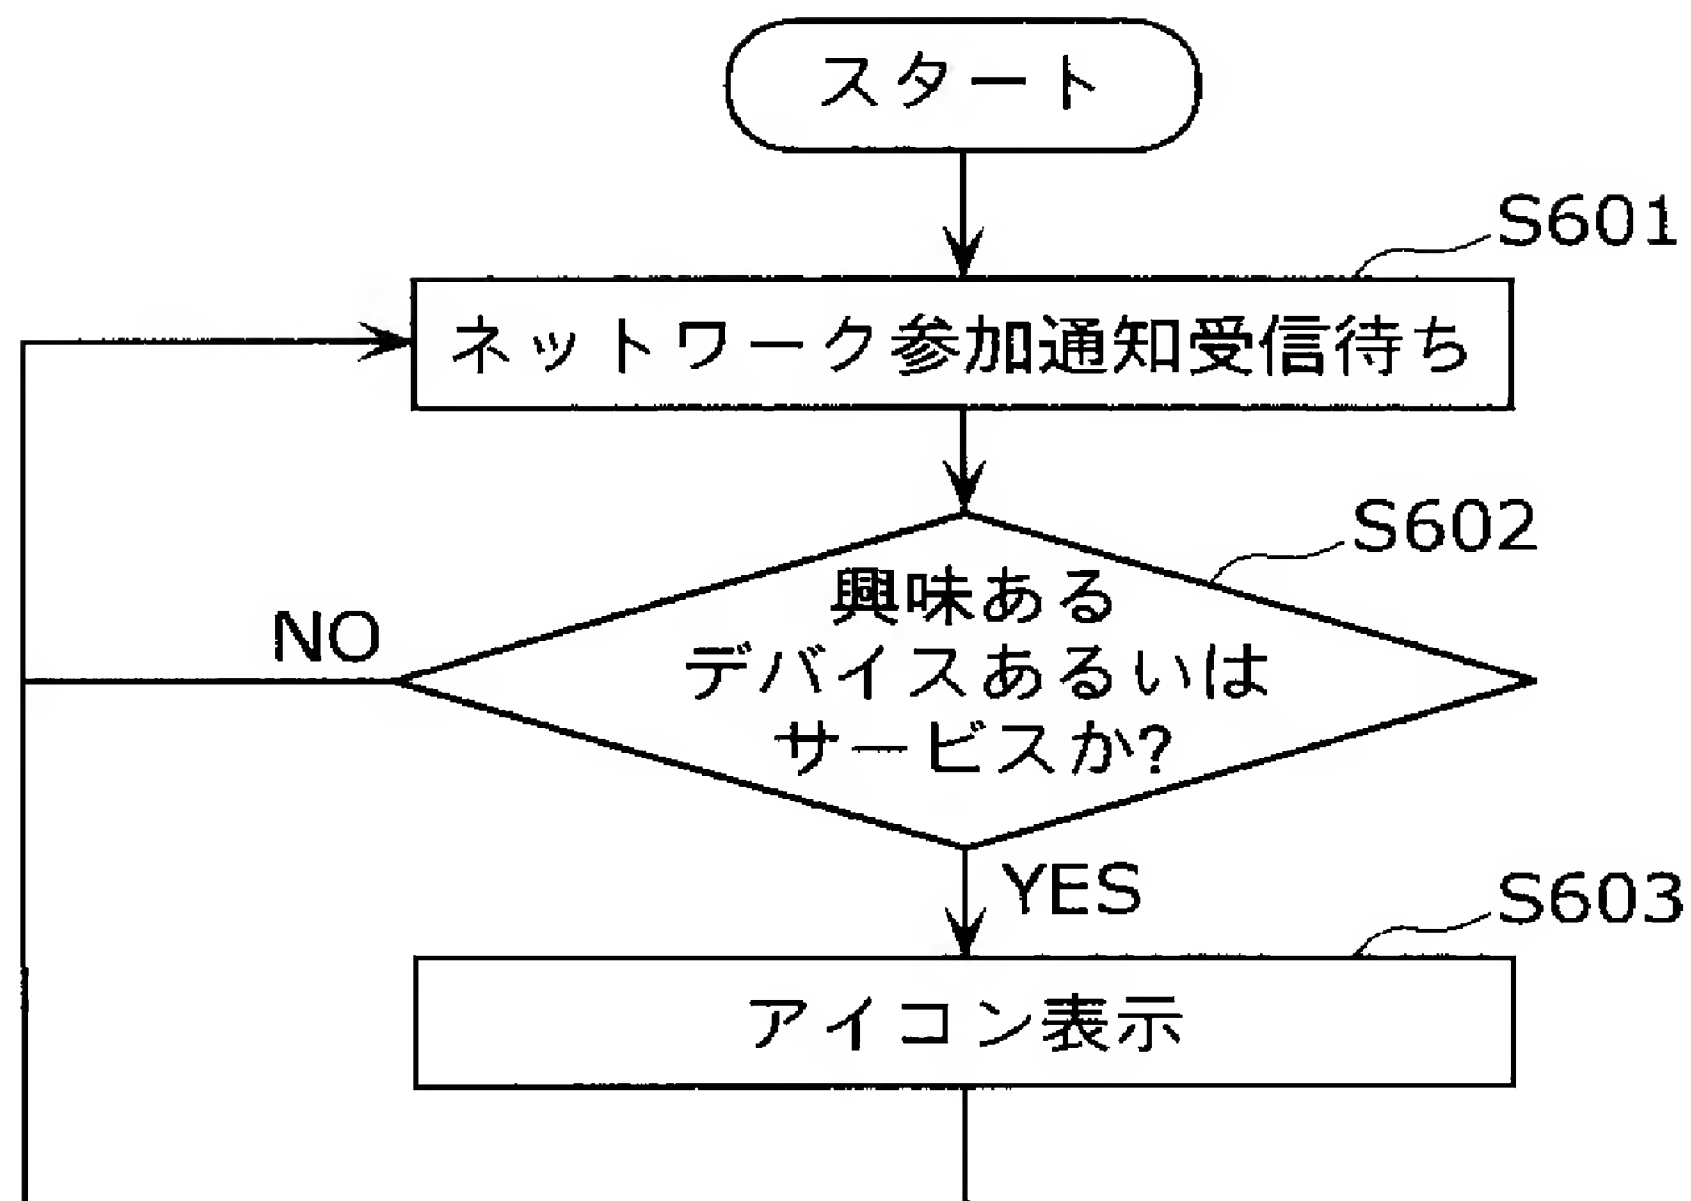 スタート
S601
ネットワーク参加通知受信待ち
S602
興味ある
デバイスあるいは
サービスか?
NO
YES
S603
アイコン表示